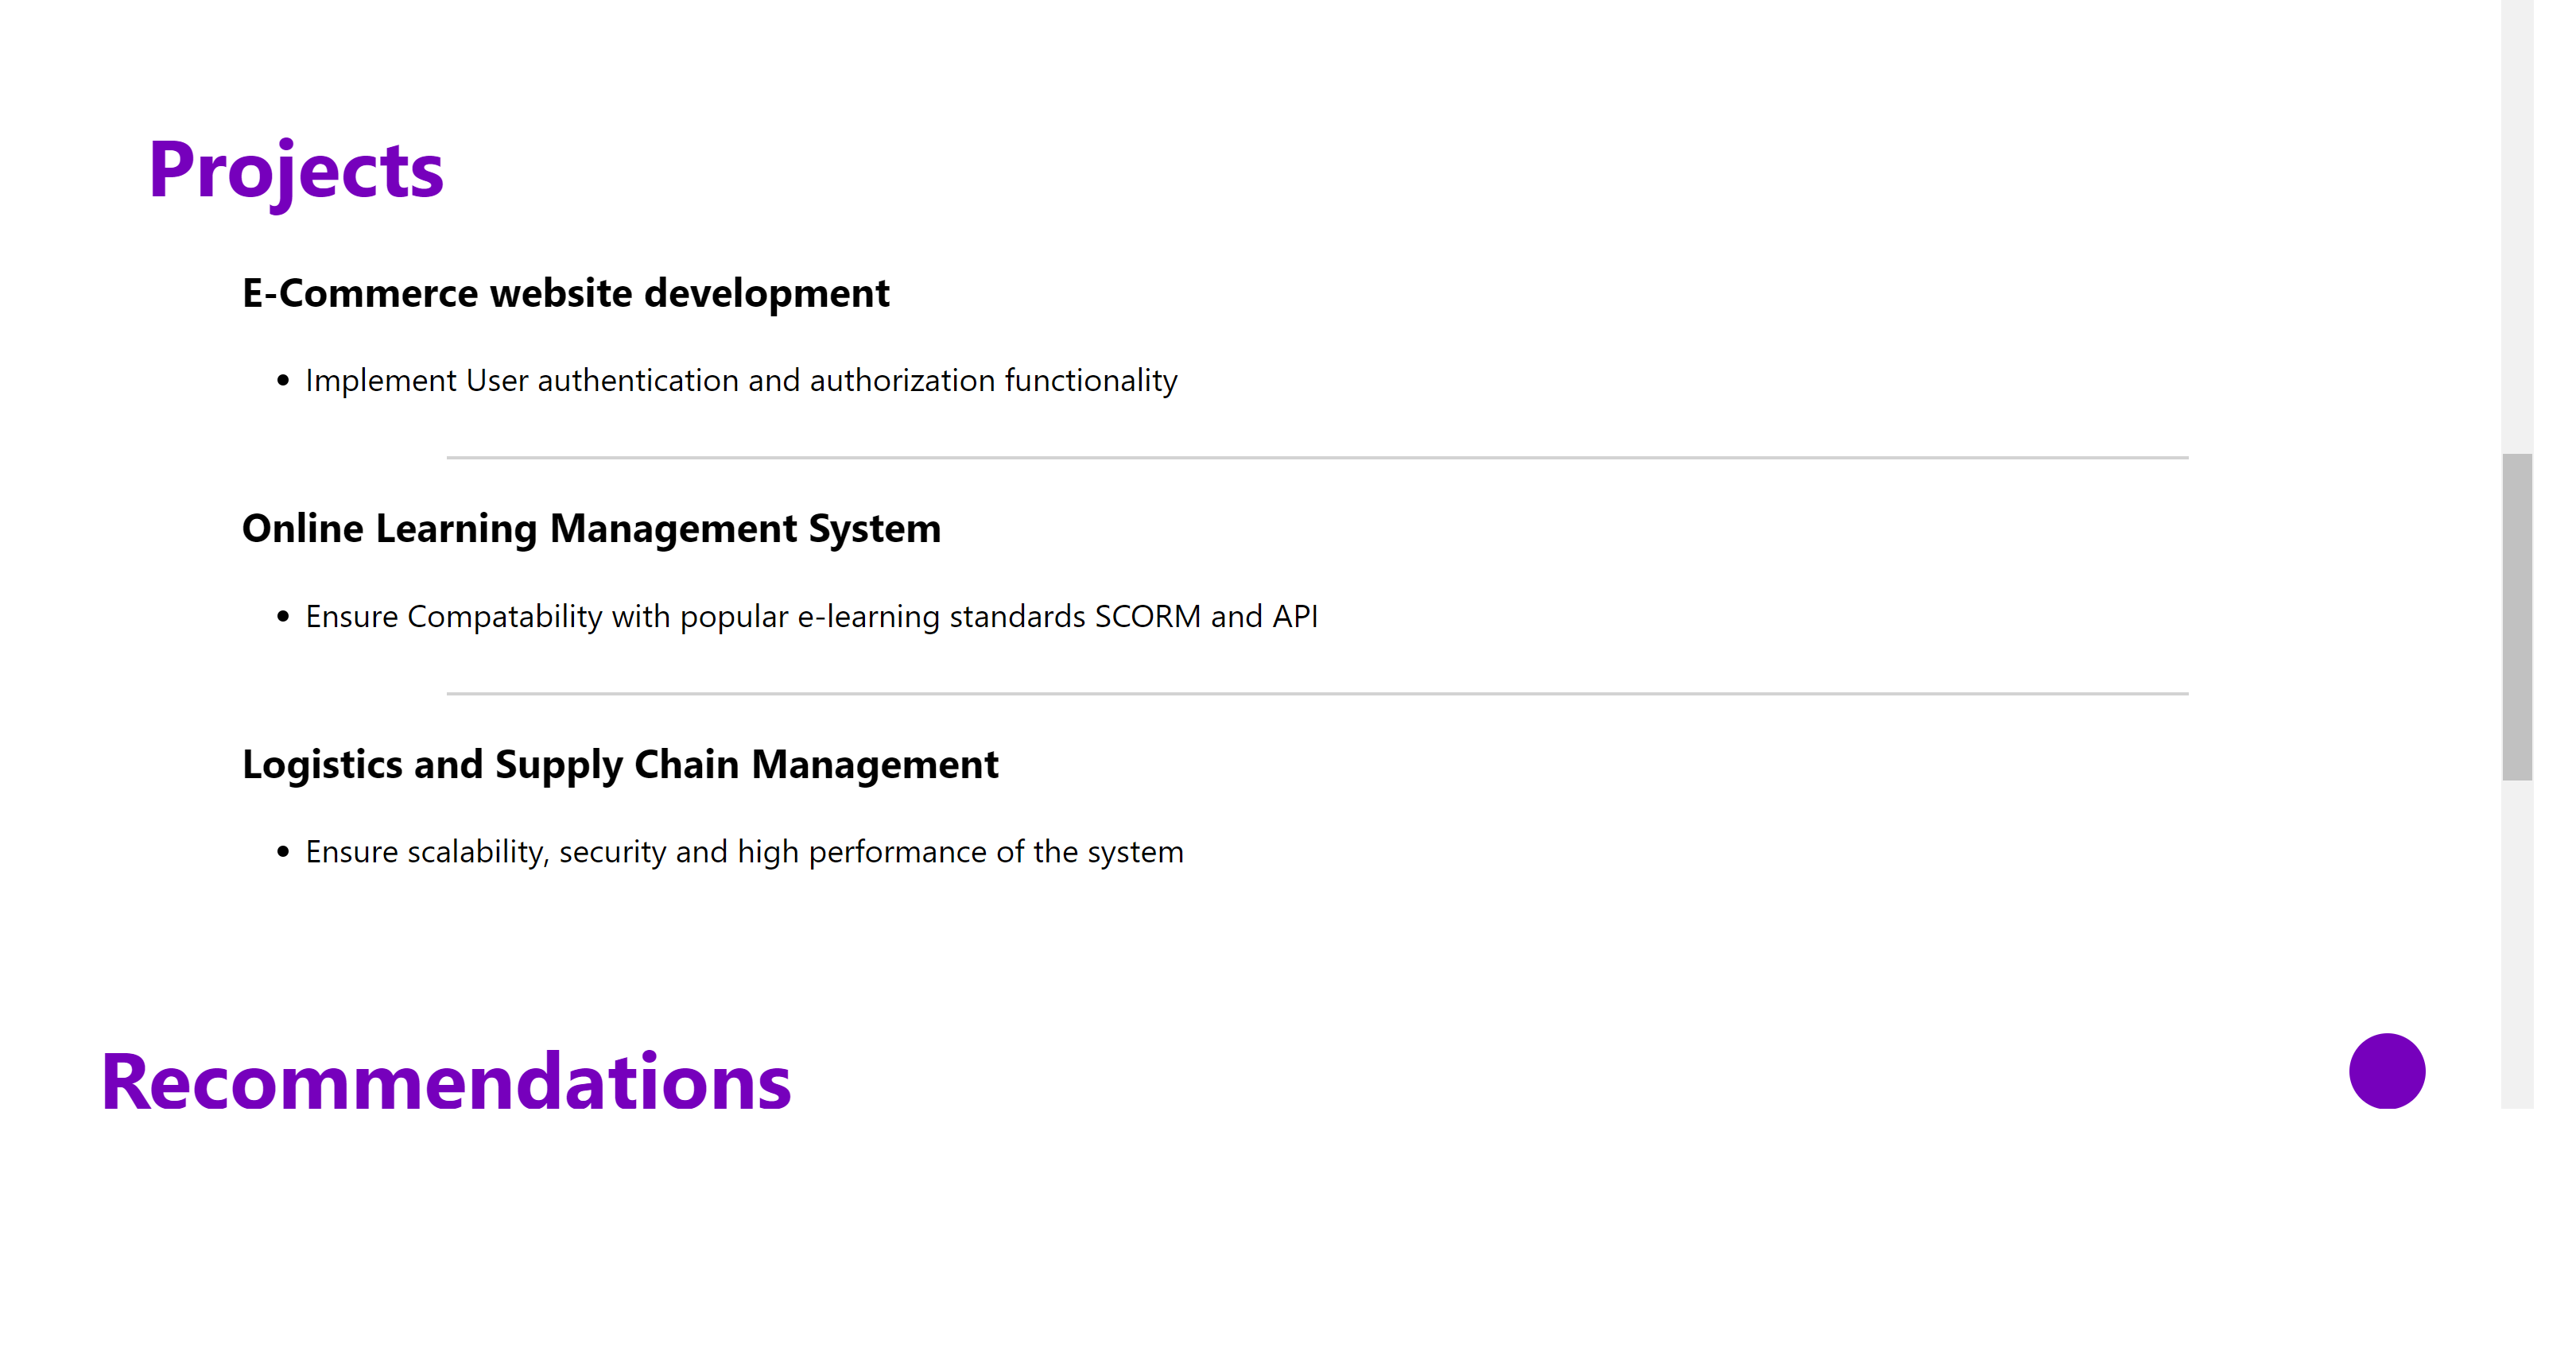 Projects
E-Commerce website development
• Implement User authentication and authorization functionality
Online Learning Management System
• Ensure Compatability with popular e-learning standards SCORM and API
Logistics and Supply Chain Management
• Ensure scalability, security and high performance of the system
Recommendations